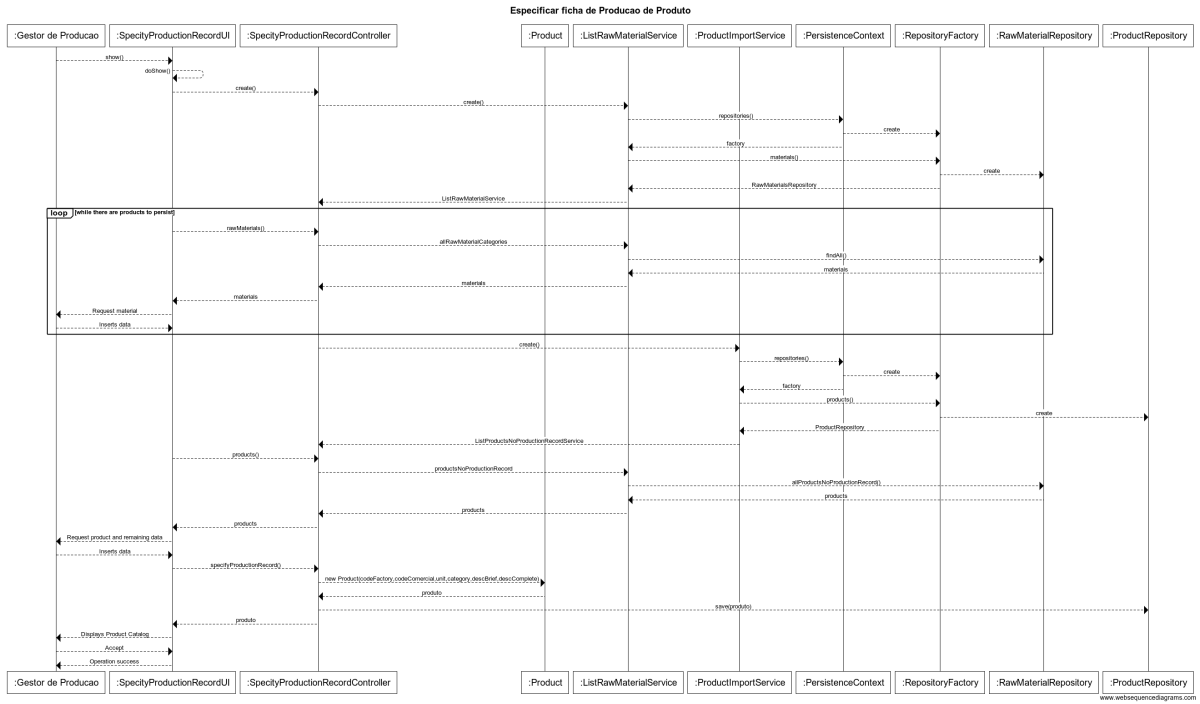 Especificar ficha de Producao de Produto
:Gestor de Producao :SpecityProductionRecordUI :SpecityProductionRecordController :Product :ListRawMaterialService :ProductImportService :PersistenceContext :RepositoryFactory :RawMaterialRepository :ProductRepository
show()
doShow()
create()
create()
repositories()
create
factory
materials()
create
RawMaterialsRepository
ListRawMaterialService
loop [while there are products to persist]
rawMaterials()
allRawMaterialCategories
findAll()
materials
materials
materials
Request material
Inserts data
create()
repositories()
create
factory
products()
create
ProductRepository
ListProductsNoProductionRecordService
products()
productsNoProductionRecord
allProductsNoProductionRecord()
products
products
products
Request product and remaining data
Inserts data
specifyProductionRecord()
new Product(codeFactory,codeComercial,unit,category,descBrief,descComplete)
produto
save(produto)
produto
Displays Product Catalog
Accept
Operation success
:Gestor de Producao :SpecityProductionRecordUI :SpecityProductionRecordController :Product :ListRawMaterialService :ProductImportService :PersistenceContext :RepositoryFactory :RawMaterialRepository :ProductRepository
www.websequencediagrams.com